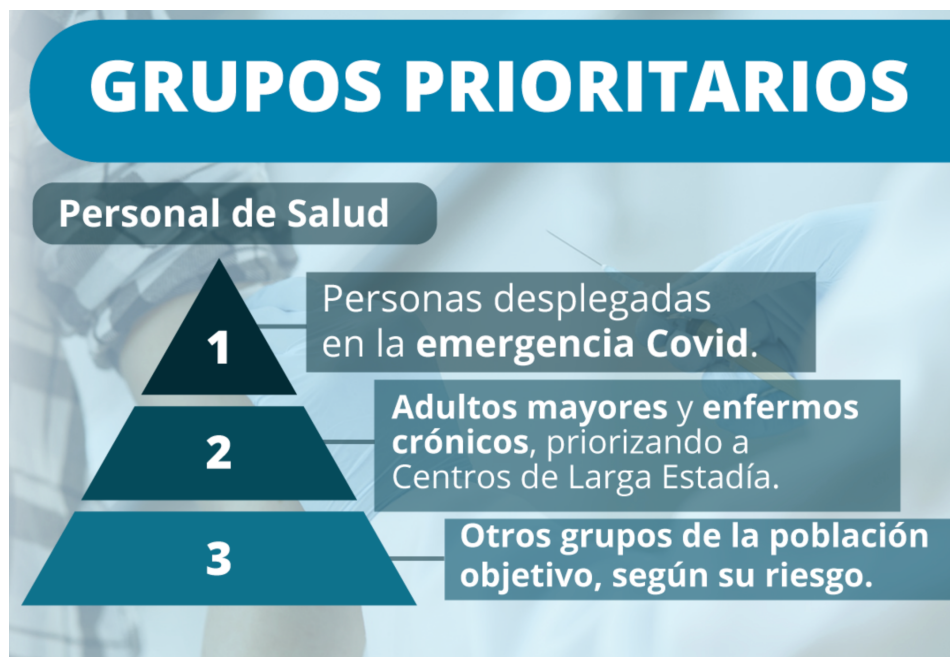 GRUPOS PRIORITARIOS
Personal de Salud
1
Personas desplegadas
en la emergencia Covid.
2
Adultos mayores y enfermos
crónicos, priorizando a
Centros de Larga Estadía.
3
Otros grupos de la población
objetivo, según su riesgo.